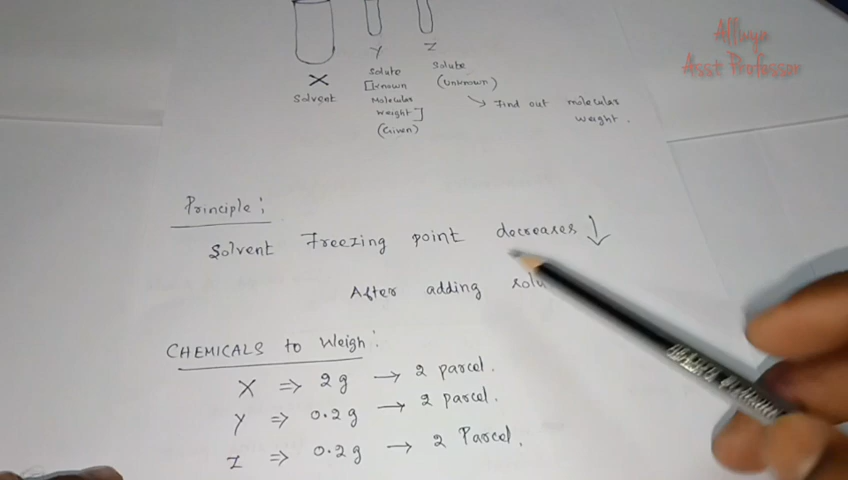 Alluyo
Asst Professor
Y
Z
X
Solvent
Solute
[Known
Molecular
weight]
(Given)
Solute
(Unknown)
Find out molecular
weight.
Principle:
Solvent Freezing point decreases ↓
After adding
CHEMICALS to Weigh:
X ⇒ 2g → 2 parcel.
Y ⇒ 0.2g → 2 parcel.
Z ⇒ 0.2g → 2 Parcel.